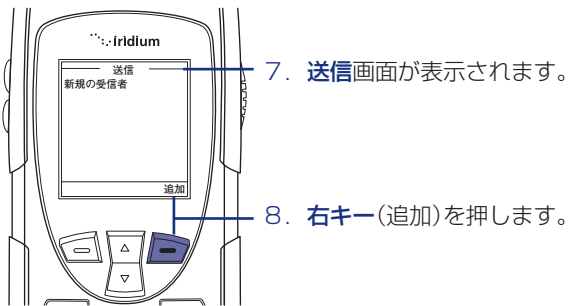 iridium
送信
新規の受信者
追加
7. 送信画面が表示されます。
8. 右キー(追加)を押します。